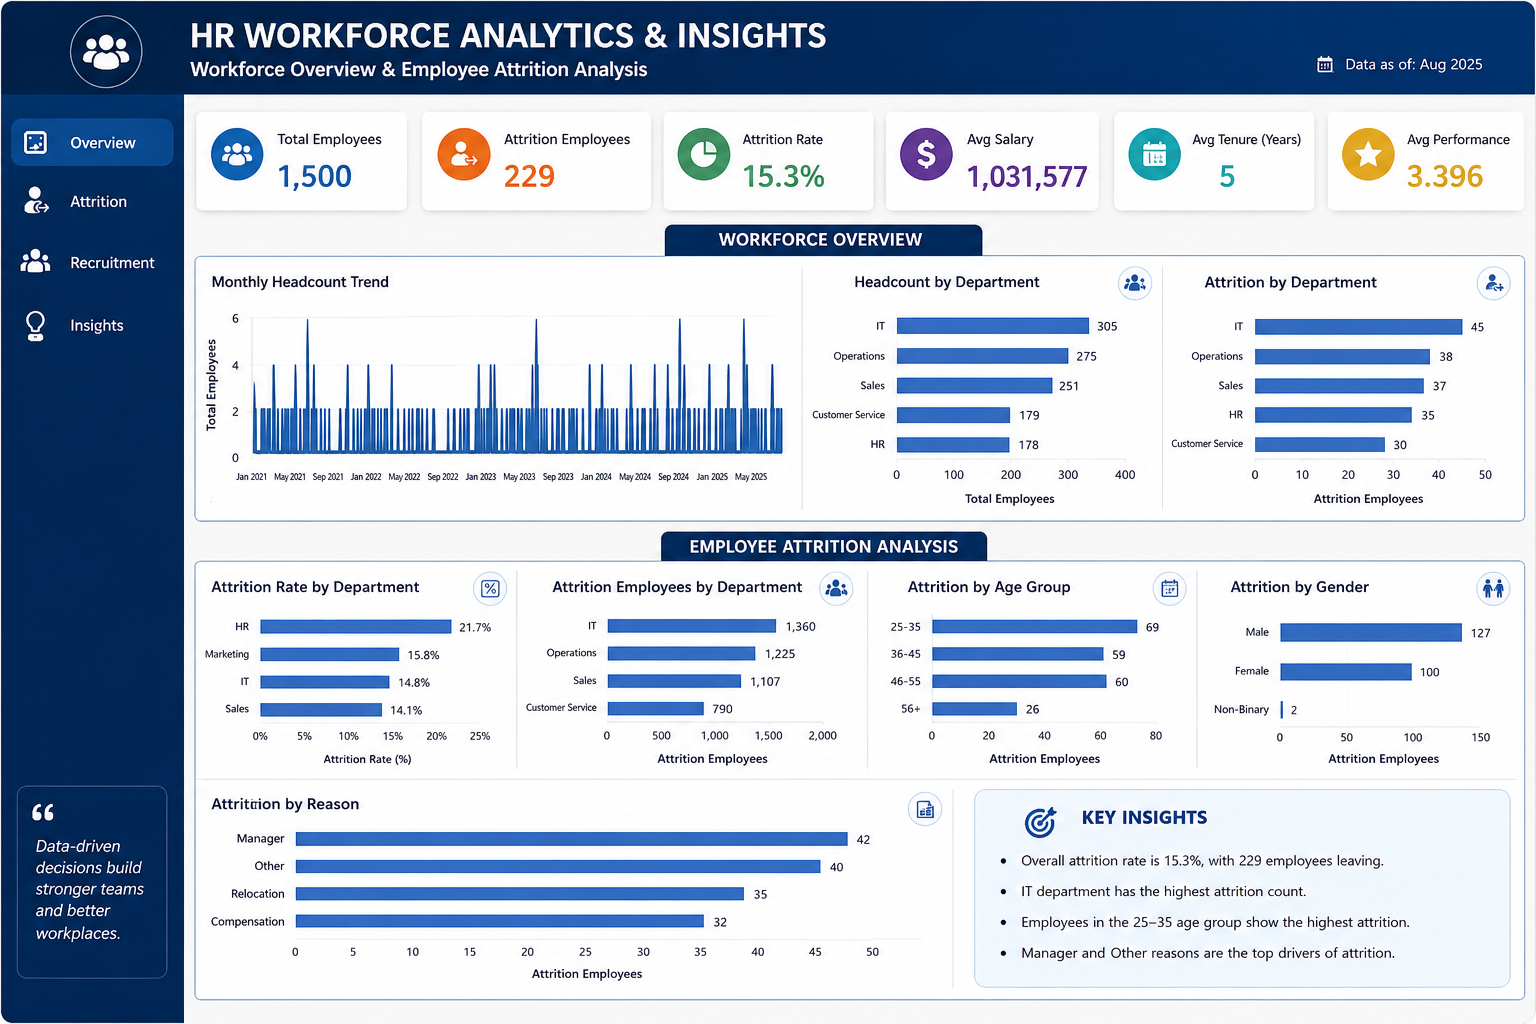 HR WORKFORCE ANALYTICS & INSIGHTS
Workforce Overview & Employee Attrition Analysis
Data as of: Aug 2025
Overview
Attrition
Recruitment
Insights
“
Data-driven
decisions build
stronger teams
and better
workplaces.
Total Employees
1,500
Attrition Employees
229
Attrition Rate
15.3%
$
Avg Salary
1,031,577
Avg Tenure (Years)
5
Avg Performance
3.396
WORKFORCE OVERVIEW
Monthly Headcount Trend
Total Employees
6
4
2
0
Jan 2021 May 2021 Sep 2021 Jan 2022 May 2022 Sep 2022 Jan 2023 May 2023 Sep 2023 Jan 2024 May 2024 Sep 2024 Jan 2025 May 2025
Headcount by Department
IT 305
Operations 275
Sales 251
Customer Service 179
HR 178
0 100 200 300 400
Total Employees
Attrition by Department
IT 45
Operations 38
Sales 37
HR 35
Customer Service 30
0 10 20 30 40 50
Attrition Employees
EMPLOYEE ATTRITION ANALYSIS
Attrition Rate by Department
%
HR 21.7%
Marketing 15.8%
IT 14.8%
Sales 14.1%
0% 5% 10% 15% 20% 25%
Attrition Rate (%)
Attrition Employees by Department
IT 1,360
Operations 1,225
Sales 1,107
Customer Service 790
0 500 1,000 1,500 2,000
Attrition Employees
Attrition by Age Group
25-35 69
36-45 59
46-55 60
56+ 26
0 20 40 60 80
Attrition Employees
Attrition by Gender
Male 127
Female 100
Non-Binary 2
0 50 100 150
Attrition Employees
Attrition by Reason
Manager 42
Other 40
Relocation 35
Compensation 32
0 5 10 15 20 25 30 35 40 45 50
Attrition Employees
KEY INSIGHTS
• Overall attrition rate is 15.3%, with 229 employees leaving.
• IT department has the highest attrition count.
• Employees in the 25–35 age group show the highest attrition.
• Manager and Other reasons are the top drivers of attrition.